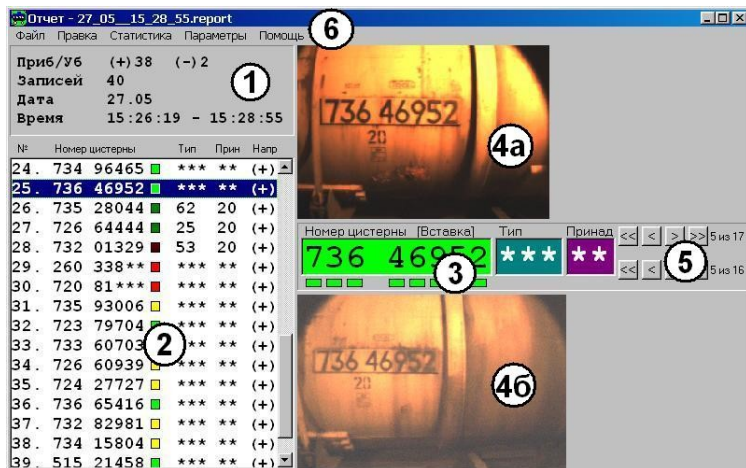 Отчет - 27_05__15_28_55.report
Файл Правка Статистика Параметры Помощь
6
Приб/Уб (+)38 (-)2
Записей 40
Дата 27.05
Время 15:26:19 - 15:28:55
1
№ Номер цистерны Тип Прин Напр
24. 734 96465 *** ** (+)
25. 736 46952 *** ** (+)
26. 735 28044 62 20 (+)
27. 726 64444 25 20 (+)
28. 732 01329 53 20 (+)
29. 260 338** *** ** (+)
30. 720 81*** *** ** (+)
31. 735 93006 *** ** (+)
32. 723 79704 *** ** (+)
33. 733 60703 *** ** (+)
34. 726 60939 *** ** (+)
35. 724 27727 *** ** (+)
36. 736 65416 *** ** (+)
37. 732 82981 *** ** (+)
38. 734 15804 *** ** (+)
39. 515 21458 *** ** (+)
2
736 46952
20
4а
Номер цистерны [Вставка] Тип Принад
736 46952 *** **
<< < > >> 5 из 17
<< < 5 из 16
3
5
736 46952
20
4б